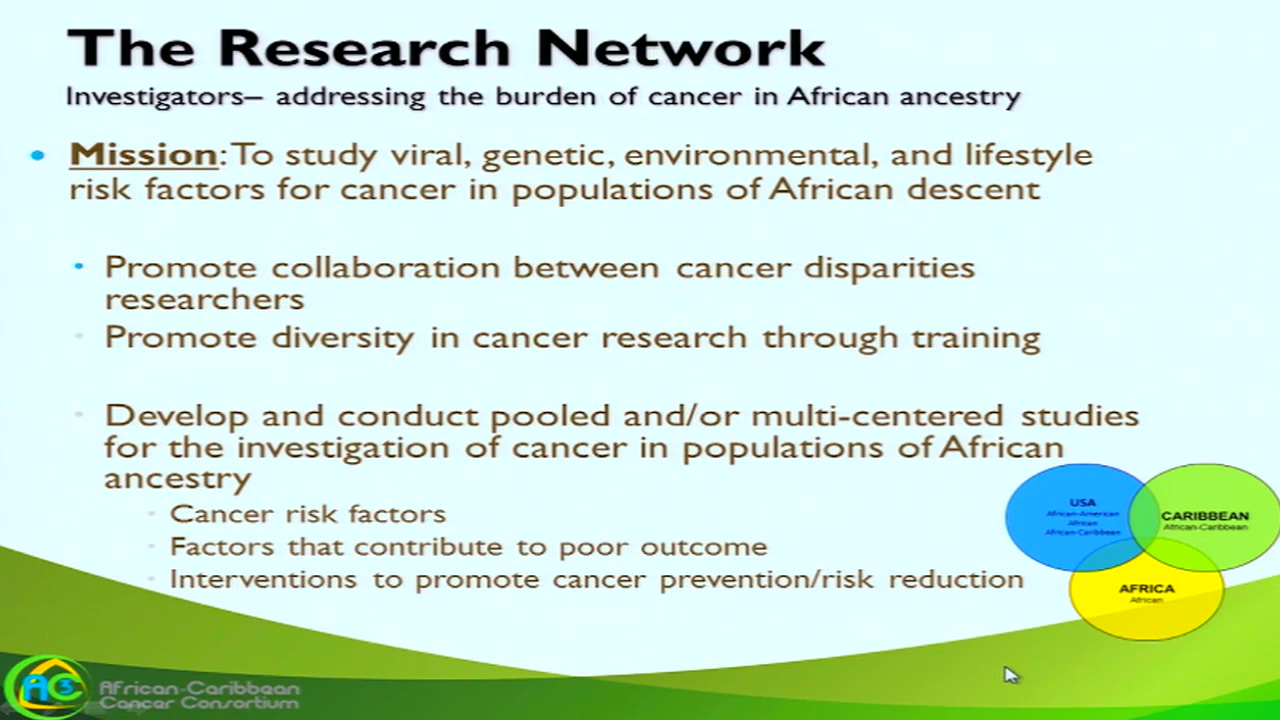 The Research Network
Investigators– addressing the burden of cancer in African ancestry
Mission: To study viral, genetic, environmental, and lifestyle
risk factors for cancer in populations of African descent
Promote collaboration between cancer disparities
researchers
Promote diversity in cancer research through training
Develop and conduct pooled and/or multi-centered studies
for the investigation of cancer in populations of African
ancestry
Cancer risk factors
Factors that contribute to poor outcome
Interventions to promote cancer prevention/risk reduction
USA
African-American
African
African-Caribbean
CARIBBEAN
African-Caribbean
AFRICA
African
AC3
African-Caribbean
Cancer Consortium